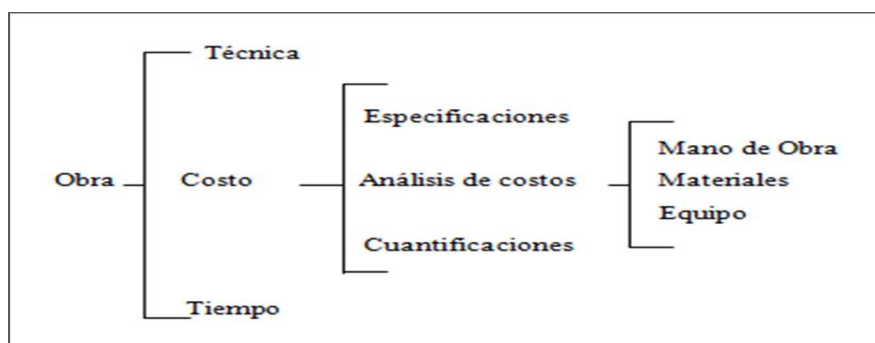 Técnica
Especificaciones
Mano de Obra
Obra
Costo
Análisis de costos
Materiales
Equipo
Cuantificaciones
Tiempo